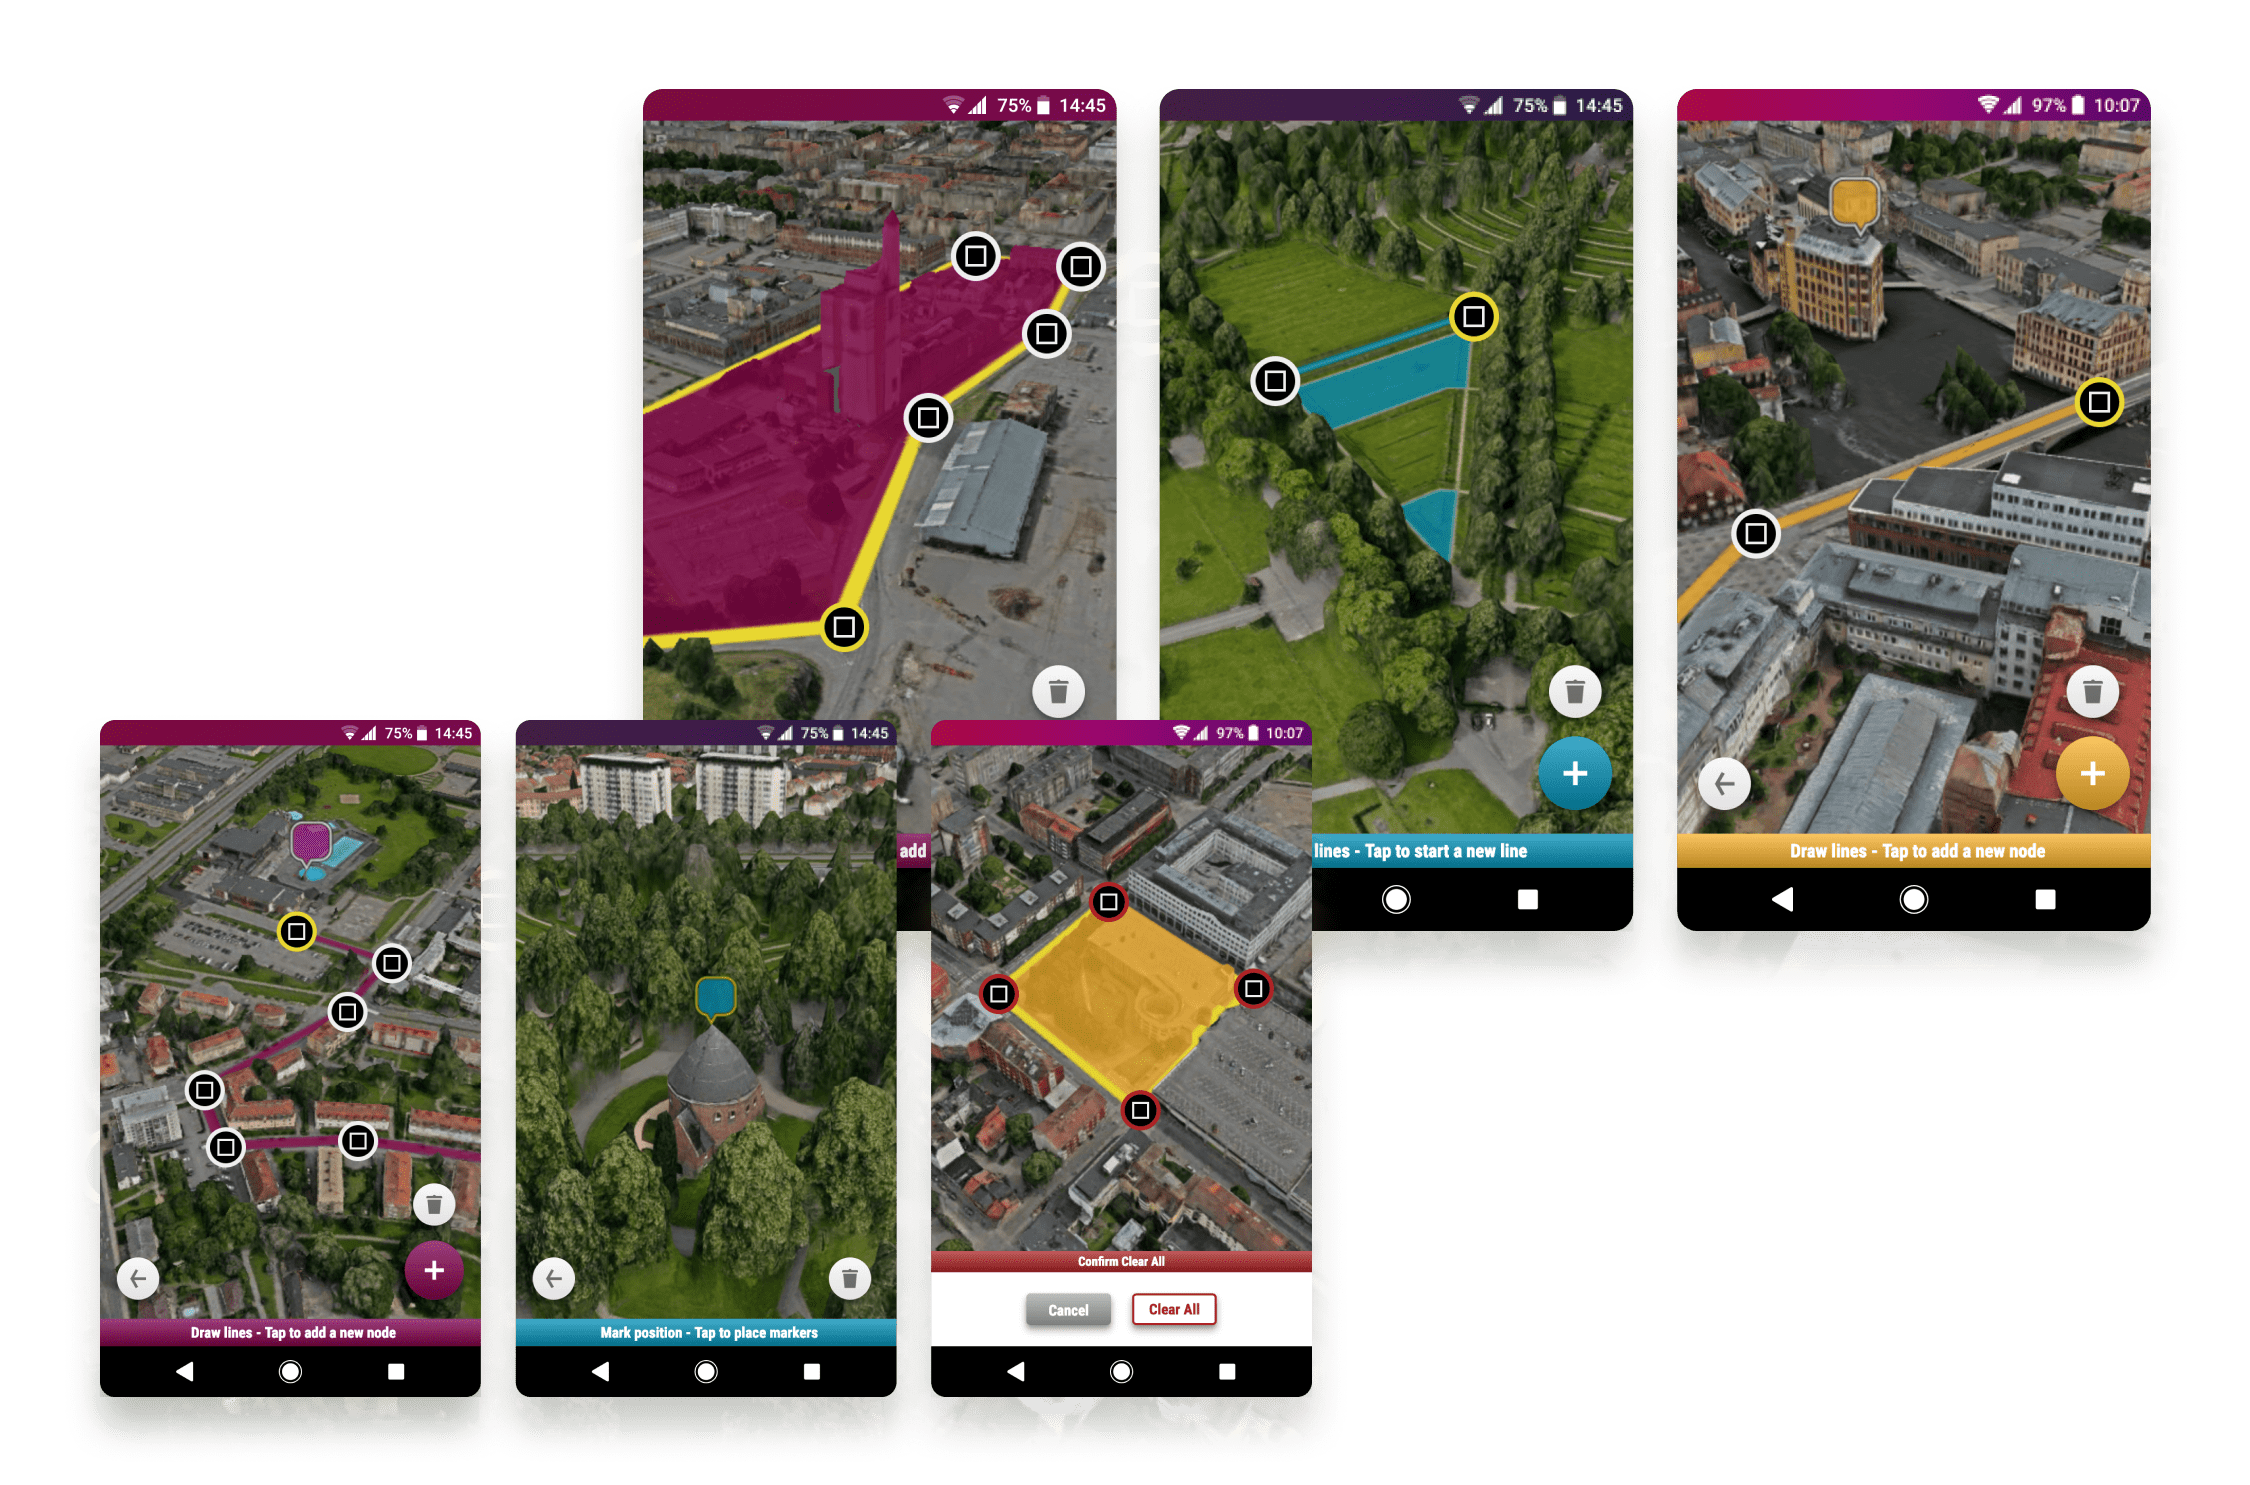 75% 14:45
75% 14:45
97% 10:07
add
lines - Tap to start a new line
Draw lines - Tap to add a new node
75% 14:45
75% 14:45
97% 10:07
Draw lines - Tap to add a new node
Mark position - Tap to place markers
Confirm Clear All
Cancel
Clear All